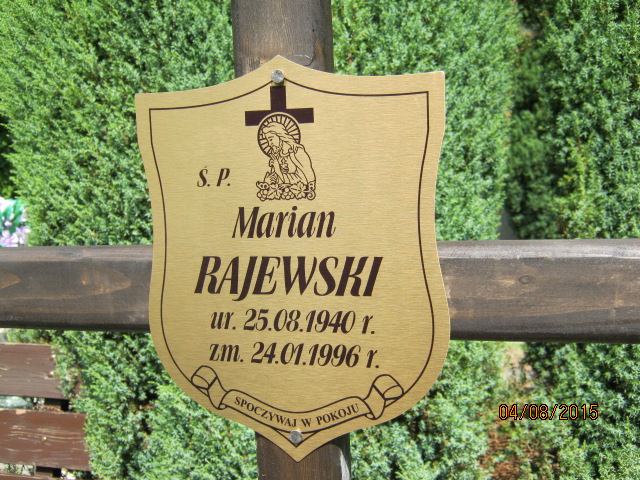 Ś. P.
Marian
RAJEWSKI
ur. 25.08.1940 r.
zm. 24.01.1996 r.
SPOCZYWAJ W POKOJU
04/08/2015